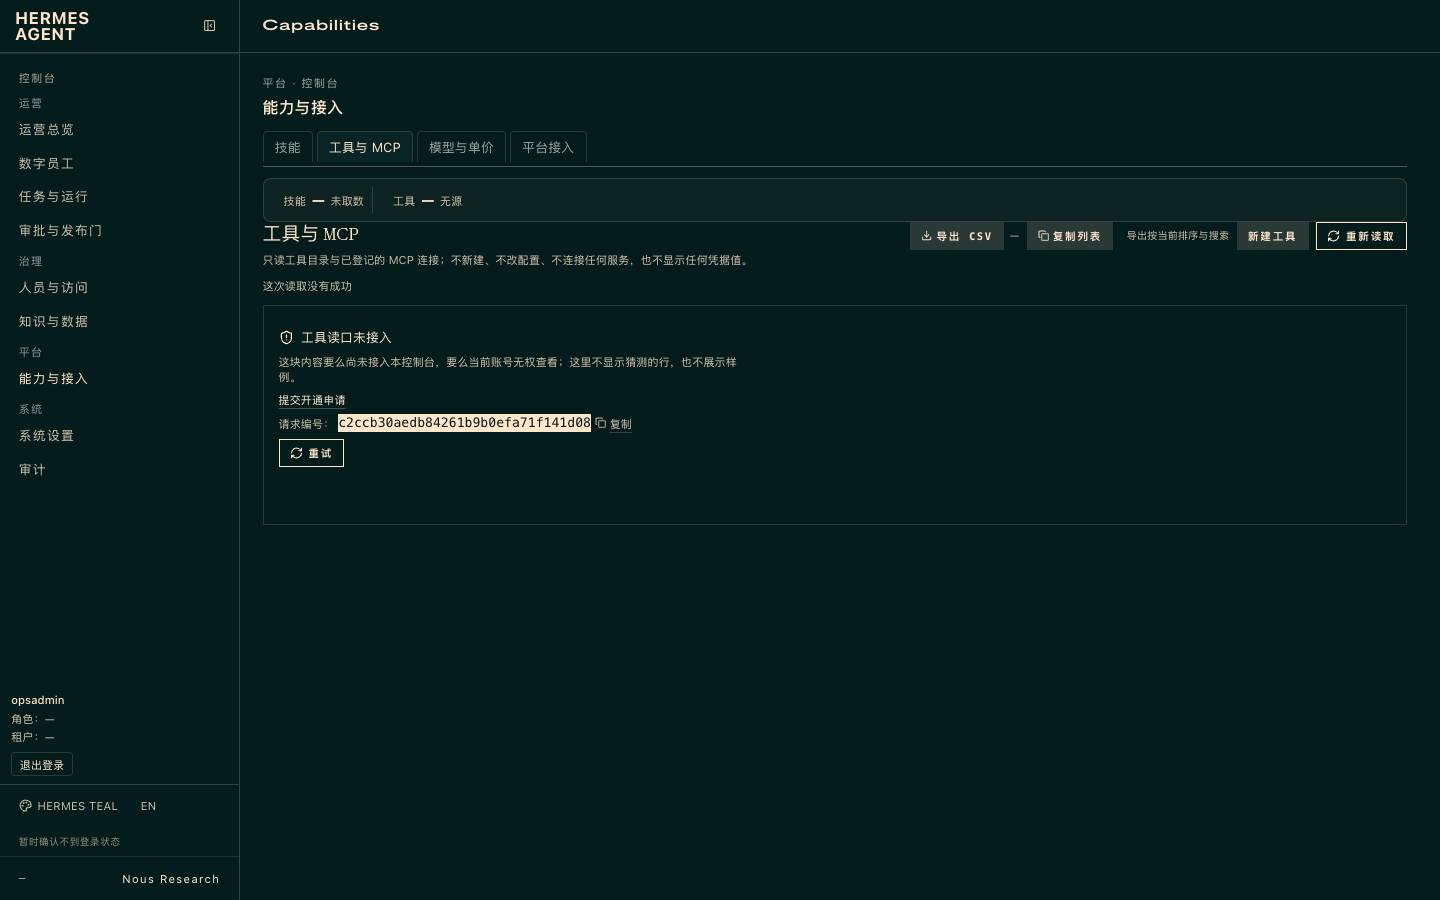 HERMES
AGENT
Capabilities
控制台
运营
运营总览
数字员工
任务与运行
审批与发布门
治理
人员与访问
知识与数据
平台
能力与接入
系统
系统设置
审计
opsadmin
角色： —
租户： —
退出登录
HERMES TEAL EN
暂时确认不到登录状态
— Nous Research
平台 · 控制台
能力与接入
技能 工具与 MCP 模型与单价 平台接入
技能 — 未取数 工具 — 无源
工具与 MCP
导出 CSV — 复制列表 导出按当前排序与搜索 新建工具 重新读取
只读工具目录与已登记的 MCP 连接；不新建、不改配置、不连接任何服务，也不显示任何凭据值。
这次读取没有成功
工具读口未接入
这块内容要么尚未接入本控制台，要么当前账号无权查看；这里不显示猜测的行，也不展示样
例。
提交开通申请
请求编号： c2ccb30aedb84261b9b0efa71f141d08 复制
重试